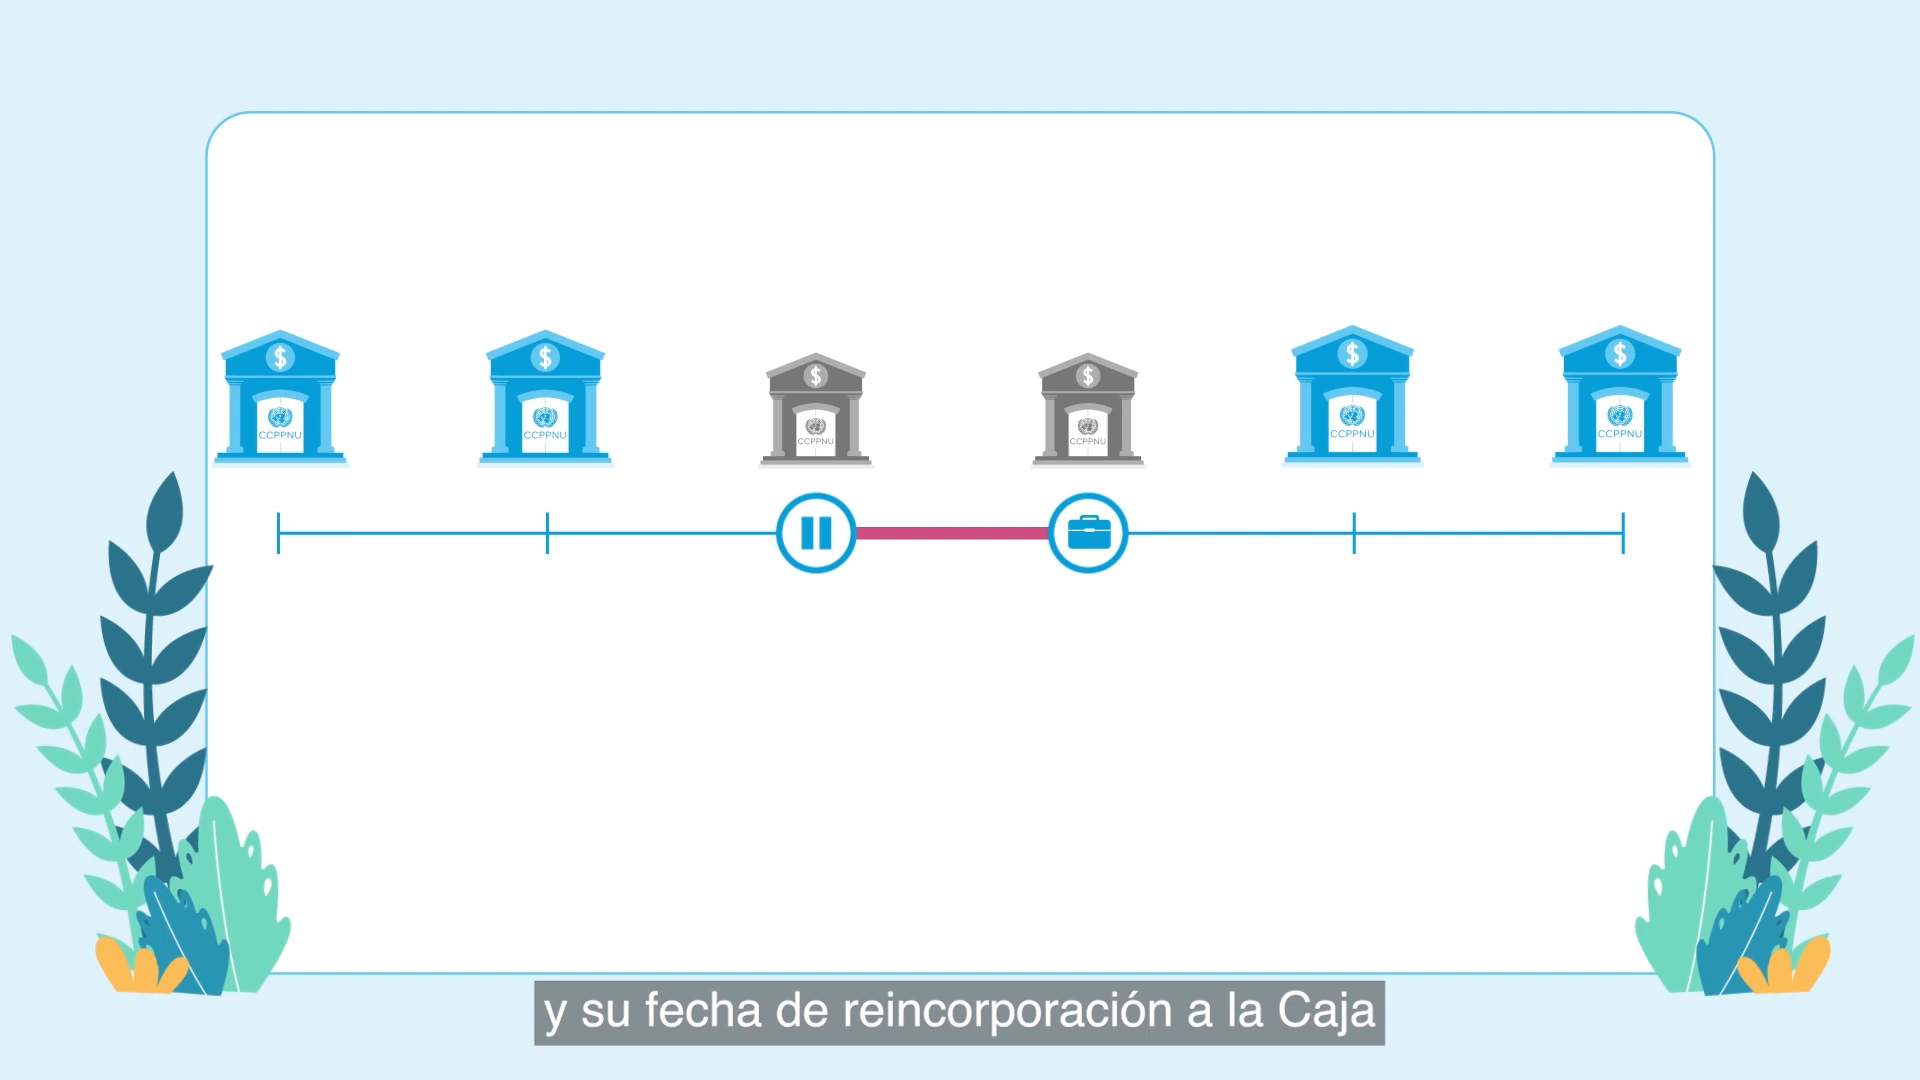 $ $ $ $ $ $
CCPPNU CCPPNU CCPPNU CCPPNU CCPPNU CCPPNU
y su fecha de reincorporación a la Caja